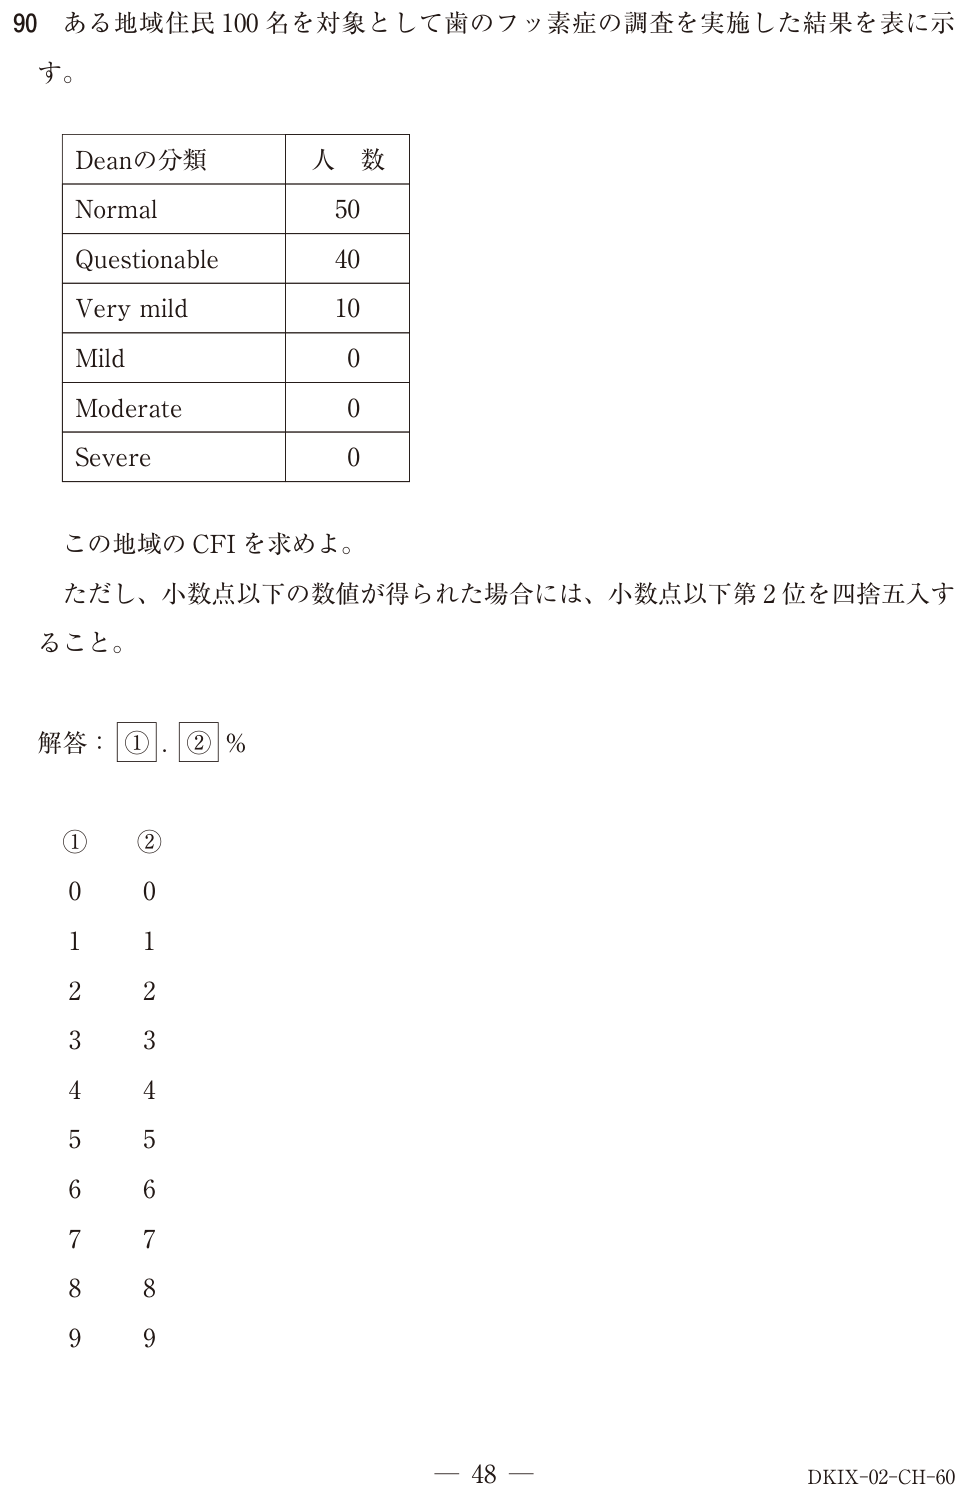 90 ある地域住民 100 名を対象として歯のフッ素症の調査を実施した結果を表に示
す。
Deanの分類 人 数
Normal 50
Questionable 40
Very mild 10
Mild 0
Moderate 0
Severe 0
この地域の CFI を求めよ。
ただし、小数点以下の数値が得られた場合には、小数点以下第 2 位を四捨五入す
ること。
解答：① . ② %
① ②
0 0
1 1
2 2
3 3
4 4
5 5
6 6
7 7
8 8
9 9
— 48 —
DKIX-02-CH-60